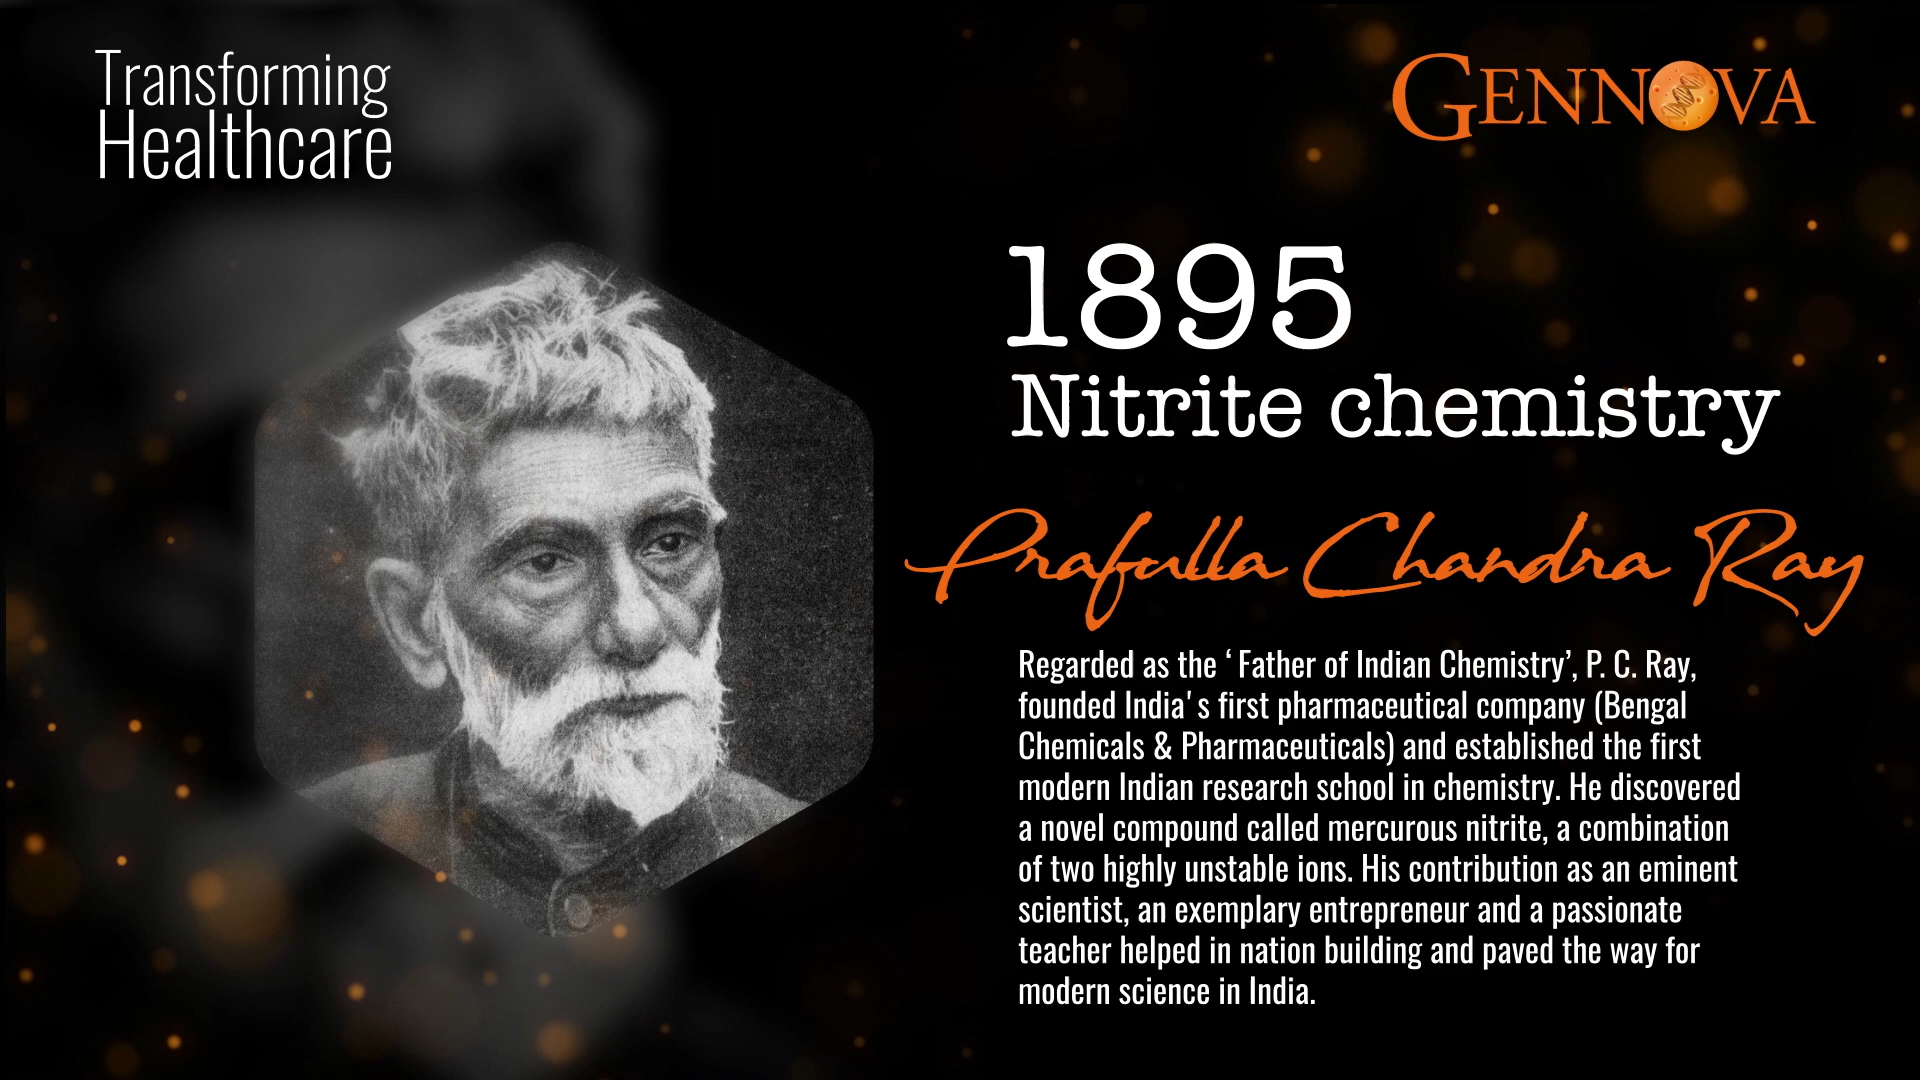 Transforming
Healthcare
GENNOVA
1895
Nitrite chemistry
Prafulla Chandra Ray
Regarded as the ‘ Father of Indian Chemistry’, P. C. Ray,
founded India' s first pharmaceutical company (Bengal
Chemicals & Pharmaceuticals) and established the first
modern Indian research school in chemistry. He discovered
a novel compound called mercurous nitrite, a combination
of two highly unstable ions. His contribution as an eminent
scientist, an exemplary entrepreneur and a passionate
teacher helped in nation building and paved the way for
modern science in India.